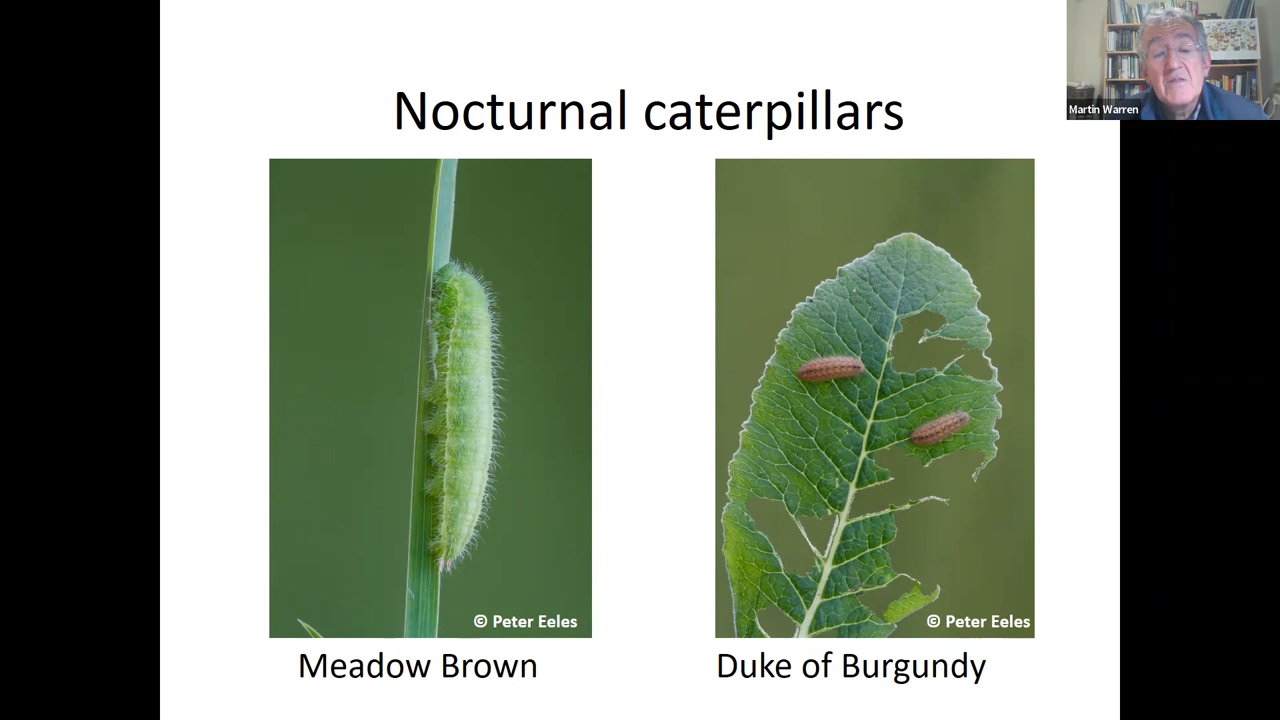 Nocturnal caterpillars
Martin Warren
© Peter Eeles
© Peter Eeles
Meadow Brown
Duke of Burgundy